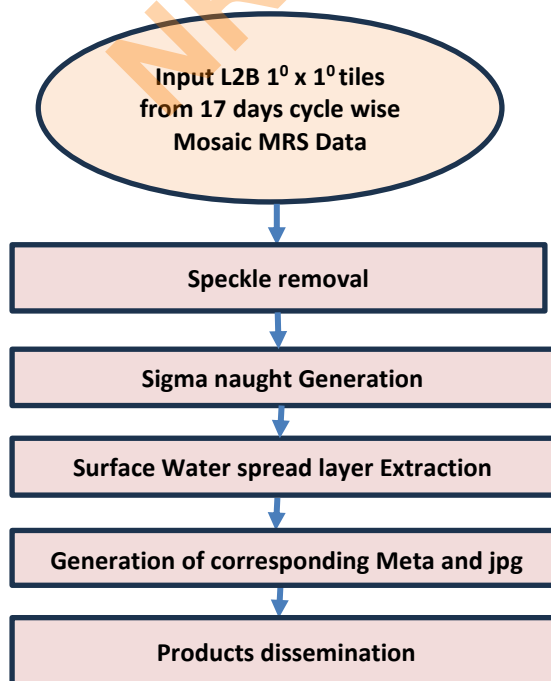 Input L2B 1⁰ x 1⁰ tiles
from 17 days cycle wise
Mosaic MRS Data
Speckle removal
Sigma naught Generation
Surface Water spread layer Extraction
Generation of corresponding Meta and jpg
Products dissemination